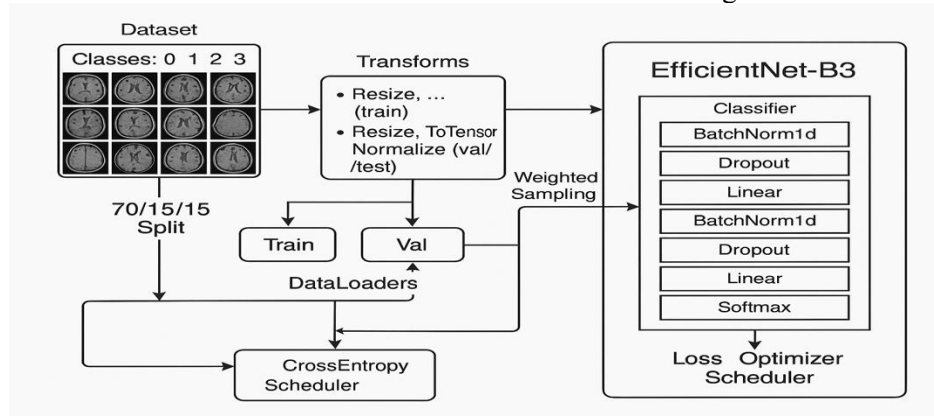 Dataset
Classes: 0 1 2 3
70/15/15
Split
Transforms
• Resize, ...
(train)
• Resize, ToTensor
Normalize (val/
/test)
Train
Val
DataLoaders
CrossEntropy
Scheduler
Weighted
Sampling
EfficientNet-B3
Classifier
BatchNorm1d
Dropout
Linear
BatchNorm1d
Dropout
Linear
Softmax
Loss Optimizer
Scheduler